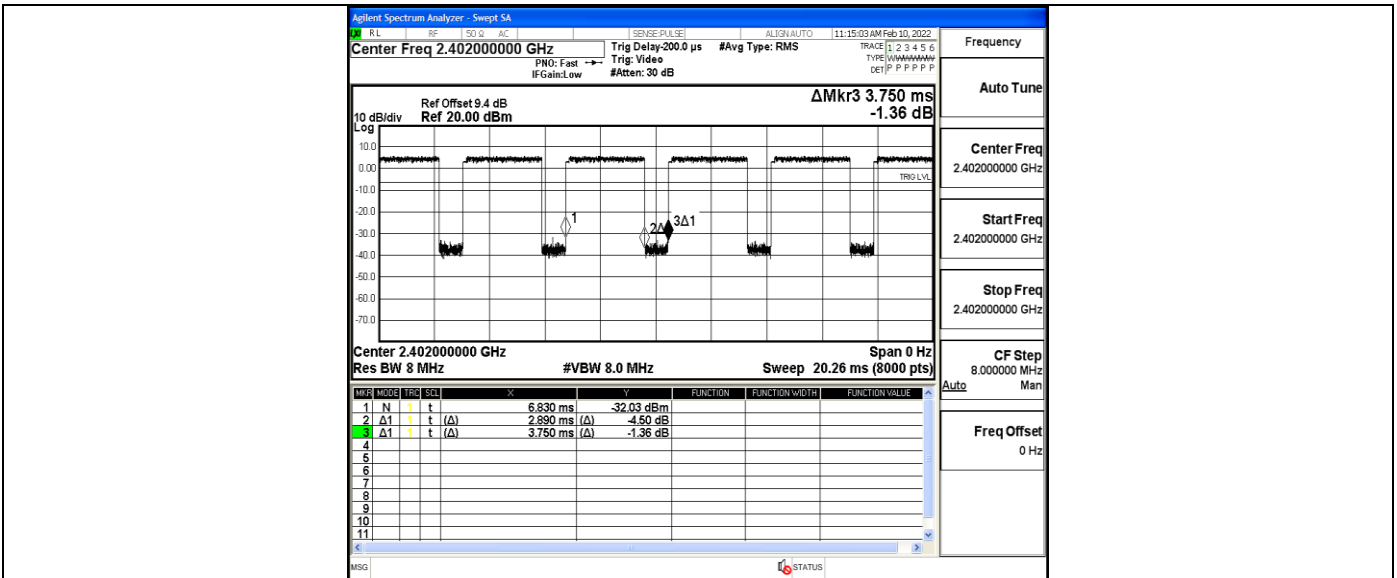 Agilent Spectrum Analyzer - Swept SA
RL RF 50 Ω AC SENSE:PULSE ALIGN AUTO 11:15:03 AM Feb 10, 2022
Center Freq 2.402000000 GHz
PNO: Fast
IFGain:Low
Trig Delay-200.0 µs
Trig: Video
#Atten: 30 dB
#Avg Type: RMS
TRACE 1 2 3 4 5 6
TYPE
DET P P P P P P
ΔMkr3 3.750 ms
-1.36 dB
Ref Offset 9.4 dB
10 dB/div Ref 20.00 dBm
Log
10.0
0.00
TRIG LVL
-10.0
-20.0
1
2Δ
3Δ1
-30.0
-40.0
-50.0
-60.0
-70.0
Center 2.402000000 GHz Span 0 Hz
Res BW 8 MHz #VBW 8.0 MHz Sweep 20.26 ms (8000 pts)
MKR MODE TRC SCL X Y FUNCTION FUNCTION WIDTH FUNCTION VALUE
1 N 1 t 6.830 ms -32.03 dBm
2 Δ1 1 t (Δ) 2.890 ms (Δ) -4.50 dB
3 Δ1 1 t (Δ) 3.750 ms (Δ) -1.36 dB
4
5
6
7
8
9
10
11
MSG STATUS
Frequency
Auto Tune
Center Freq
2.402000000 GHz
Start Freq
2.402000000 GHz
Stop Freq
2.402000000 GHz
CF Step
8.000000 MHz
Auto Man
Freq Offset
0 Hz